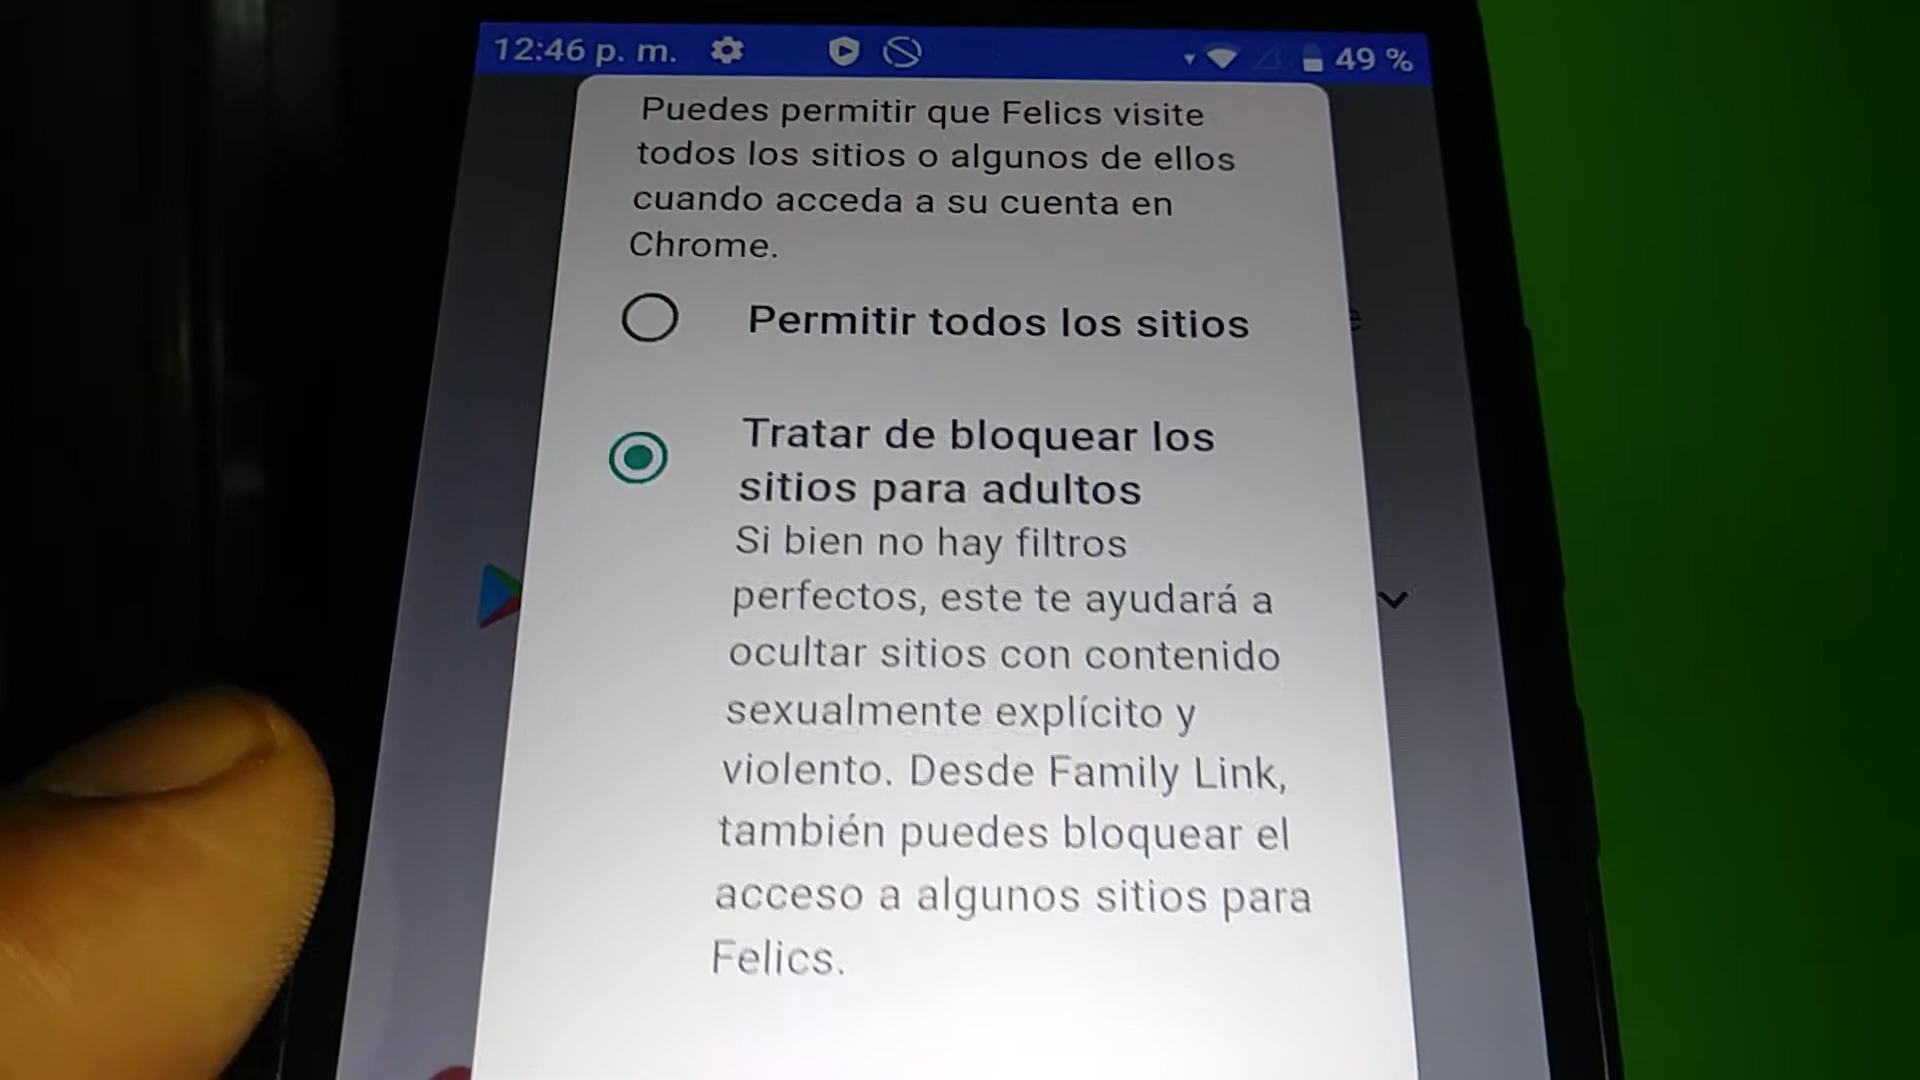 12:46 p. m.
49 %
Puedes permitir que Felics visite
todos los sitios o algunos de ellos
cuando acceda a su cuenta en
Chrome.
Permitir todos los sitios
Tratar de bloquear los
sitios para adultos
Si bien no hay filtros
perfectos, este te ayudará a
ocultar sitios con contenido
sexualmente explícito y
violento. Desde Family Link,
también puedes bloquear el
acceso a algunos sitios para
Felics.